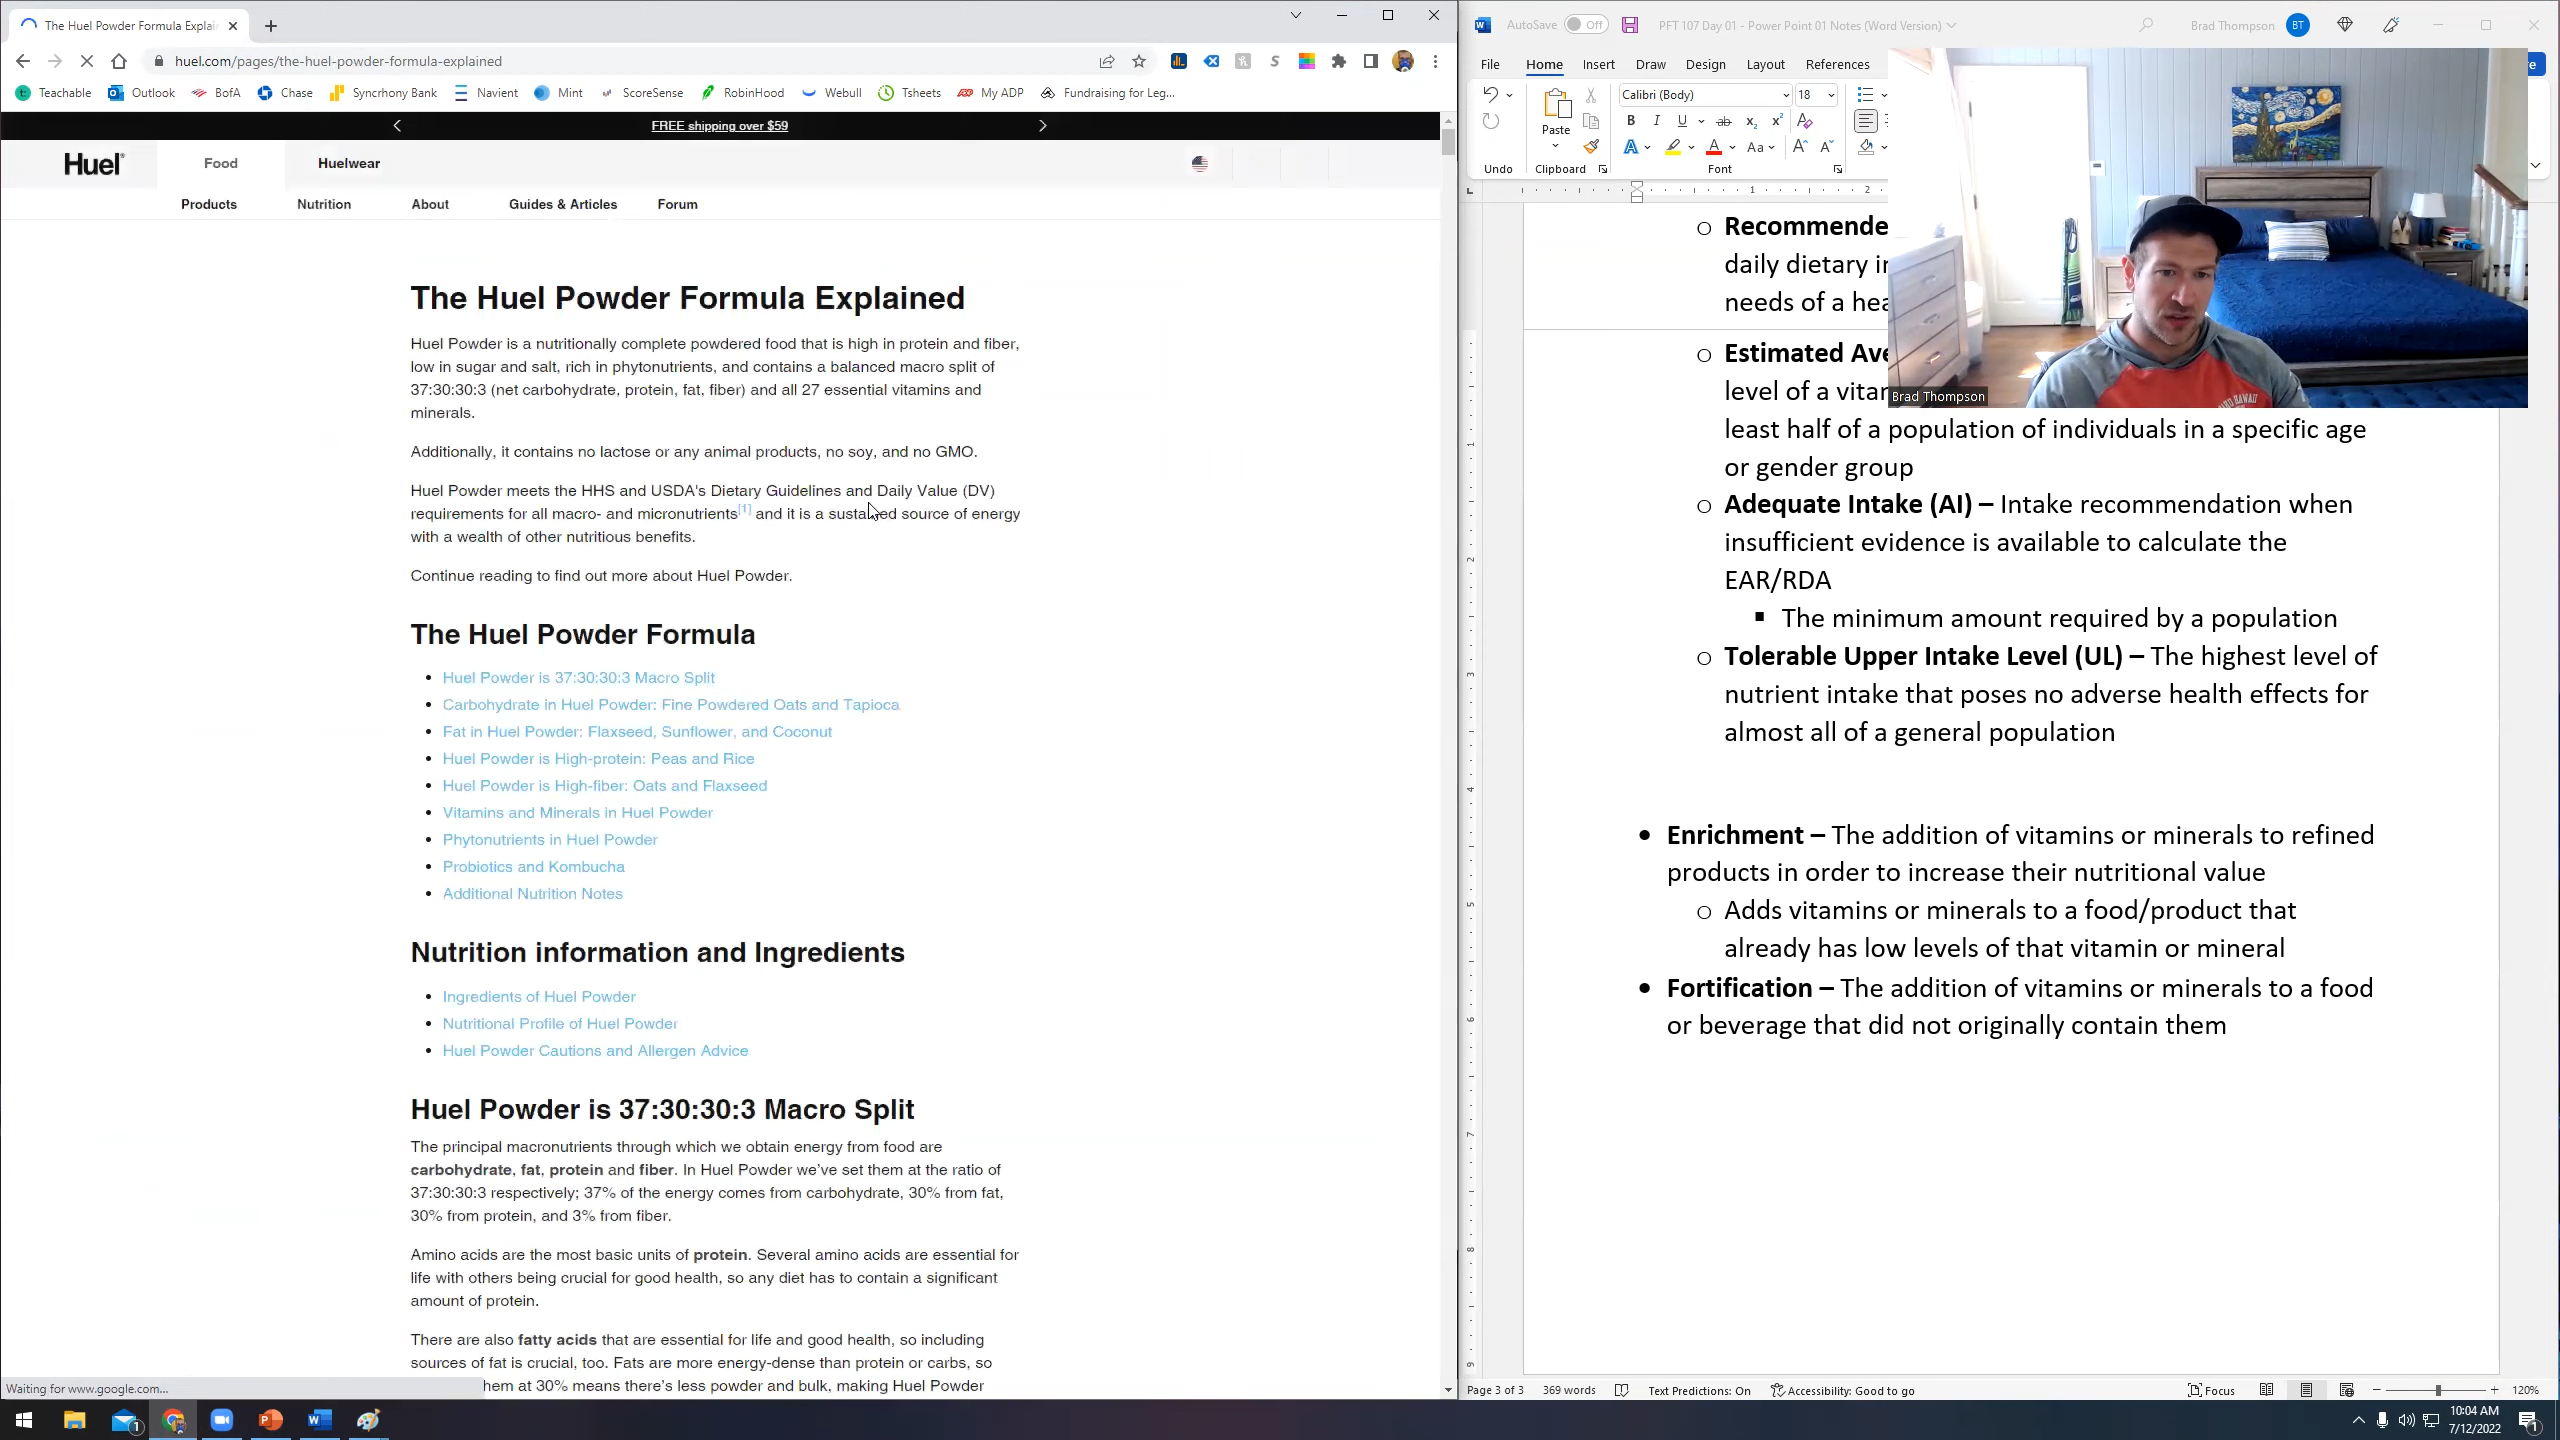 The Huel Powder Formula Explain
huel.com/pages/the-huel-powder-formula-explained
Teachable
Outlook
BofA
Chase
Syncrhony Bank
Navient
Mint
ScoreSense
RobinHood
Webull
Tsheets
My ADP
Fundraising for Leg...
FREE shipping over $59
Huel
Food
Huelwear
Products
Nutrition
About
Guides & Articles
Forum
The Huel Powder Formula Explained
Huel Powder is a nutritionally complete powdered food that is high in protein and fiber,
low in sugar and salt, rich in phytonutrients, and contains a balanced macro split of
37:30:30:3 (net carbohydrate, protein, fat, fiber) and all 27 essential vitamins and
minerals.
Additionally, it contains no lactose or any animal products, no soy, and no GMO.
Huel Powder meets the HHS and USDA's Dietary Guidelines and Daily Value (DV)
requirements for all macro- and micronutrients[1] and it is a sustained source of energy
with a wealth of other nutritious benefits.
Continue reading to find out more about Huel Powder.
The Huel Powder Formula
• Huel Powder is 37:30:30:3 Macro Split
• Carbohydrate in Huel Powder: Fine Powdered Oats and Tapioca
• Fat in Huel Powder: Flaxseed, Sunflower, and Coconut
• Huel Powder is High-protein: Peas and Rice
• Huel Powder is High-fiber: Oats and Flaxseed
• Vitamins and Minerals in Huel Powder
• Phytonutrients in Huel Powder
• Probiotics and Kombucha
• Additional Nutrition Notes
Nutrition information and Ingredients
• Ingredients of Huel Powder
• Nutritional Profile of Huel Powder
• Huel Powder Cautions and Allergen Advice
Huel Powder is 37:30:30:3 Macro Split
The principal macronutrients through which we obtain energy from food are
carbohydrate, fat, protein and fiber. In Huel Powder we've set them at the ratio of
37:30:30:3 respectively; 37% of the energy comes from carbohydrate, 30% from fat,
30% from protein, and 3% from fiber.
Amino acids are the most basic units of protein. Several amino acids are essential for
life with others being crucial for good health, so any diet has to contain a significant
amount of protein.
There are also fatty acids that are essential for life and good health, so including
sources of fat is crucial, too. Fats are more energy-dense than protein or carbs, so
hem at 30% means there's less powder and bulk, making Huel Powder
Waiting for www.google.com...
AutoSave
Off
PFT 107 Day 01 - Power Point 01 Notes (Word Version)
Brad Thompson
BT
File
Home
Insert
Draw
Design
Layout
References
Calibri (Body)
18
Paste
Undo
Clipboard
Font
1
2
Brad Thompson
o Recommende
daily dietary in
needs of a hea
o Estimated Ave
level of a vitam
least half of a population of individuals in a specific age
or gender group
o Adequate Intake (AI) – Intake recommendation when
insufficient evidence is available to calculate the
EAR/RDA
▪ The minimum amount required by a population
o Tolerable Upper Intake Level (UL) – The highest level of
nutrient intake that poses no adverse health effects for
almost all of a general population
• Enrichment – The addition of vitamins or minerals to refined
products in order to increase their nutritional value
o Adds vitamins or minerals to a food/product that
already has low levels of that vitamin or mineral
• Fortification – The addition of vitamins or minerals to a food
or beverage that did not originally contain them
Page 3 of 3
369 words
Text Predictions: On
Accessibility: Good to go
Focus
120%
10:04 AM
7/12/2022